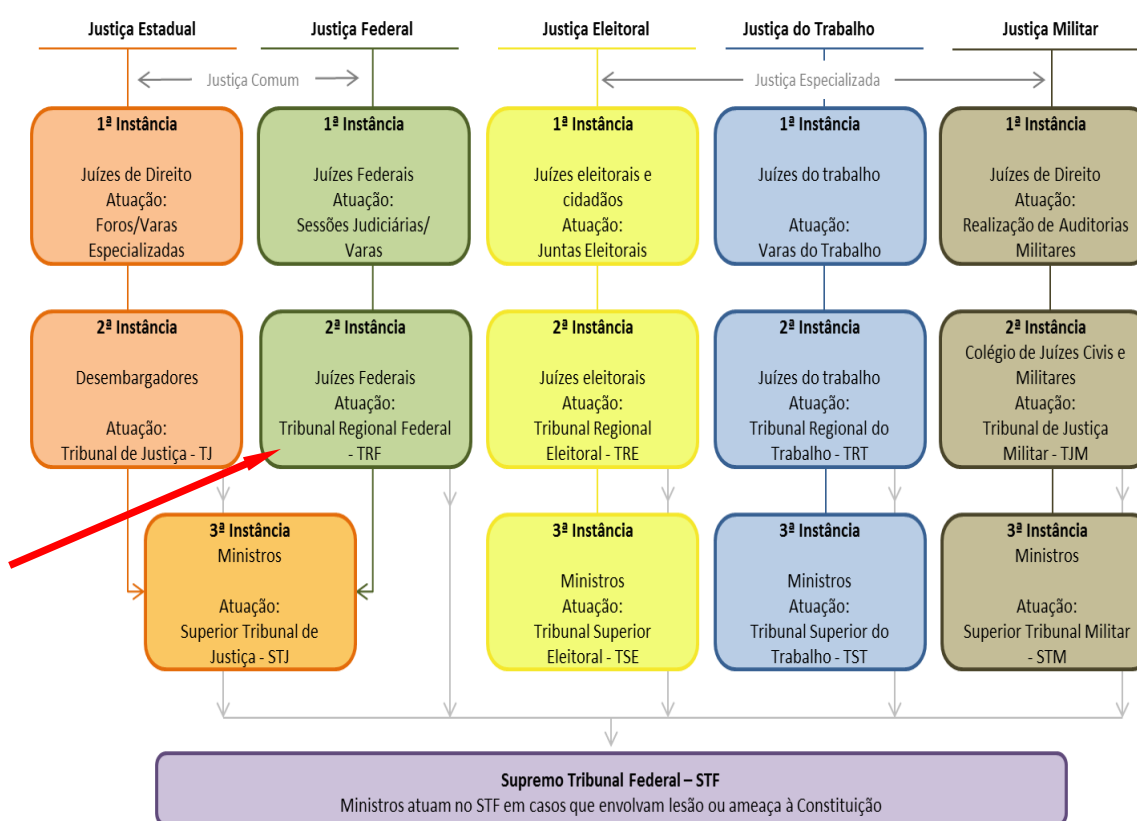 Justiça Estadual
Justiça Federal
Justiça Eleitoral
Justiça do Trabalho
Justiça Militar
Justiça Comum
Justiça Especializada
1ª Instância
Juízes de Direito
Atuação:
Foros/Varas
Especializadas
1ª Instância
Juízes Federais
Atuação:
Sessões Judiciárias/
Varas
1ª Instância
Juízes eleitorais e
cidadãos
Atuação:
Juntas Eleitorais
1ª Instância
Juízes do trabalho
Atuação:
Varas do Trabalho
1ª Instância
Juízes de Direito
Atuação:
Realização de Auditorias
Militares
2ª Instância
Desembargadores
Atuação:
Tribunal de Justiça - TJ
2ª Instância
Juízes Federais
Atuação:
Tribunal Regional Federal
- TRF
2ª Instância
Juízes eleitorais
Atuação:
Tribunal Regional
Eleitoral - TRE
2ª Instância
Juízes do trabalho
Atuação:
Tribunal Regional do
Trabalho - TRT
2ª Instância
Colégio de Juízes Civis e
Militares
Atuação:
Tribunal de Justiça
Militar - TJM
3ª Instância
Ministros
Atuação:
Superior Tribunal de
Justiça - STJ
3ª Instância
Ministros
Atuação:
Tribunal Superior
Eleitoral - TSE
3ª Instância
Ministros
Atuação:
Tribunal Superior do
Trabalho - TST
3ª Instância
Ministros
Atuação:
Superior Tribunal Militar
- STM
Supremo Tribunal Federal – STF
Ministros atuam no STF em casos que envolvam lesão ou ameaça à Constituição